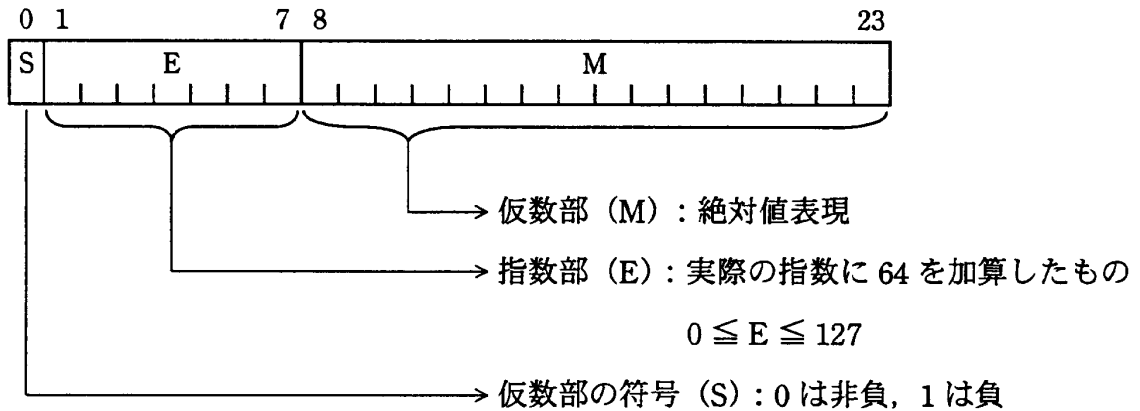 0 1 7 8 23
S E M
仮数部（M）：絶対値表現
指数部（E）：実際の指数に 64 を加算したもの
0 ≦ E ≦ 127
仮数部の符号（S）：0 は非負，1 は負